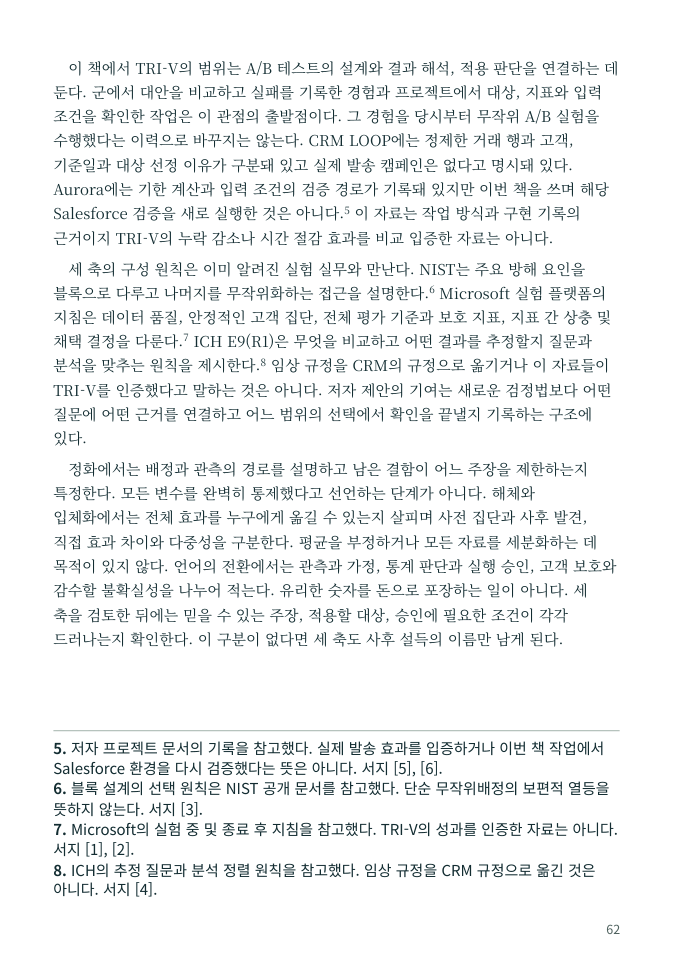 이 책에서 TRI-V의 범위는 A/B 테스트의 설계와 결과 해석, 적용 판단을 연결하는 데
둔다. 군에서 대안을 비교하고 실패를 기록한 경험과 프로젝트에서 대상, 지표와 입력
조건을 확인한 작업은 이 관점의 출발점이다. 그 경험을 당시부터 무작위 A/B 실험을
수행했다는 이력으로 바꾸지는 않는다. CRM LOOP에는 정제한 거래 행과 고객,
기준일과 대상 선정 이유가 구분돼 있고 실제 발송 캠페인은 없다고 명시돼 있다.
Aurora에는 기한 계산과 입력 조건의 검증 경로가 기록돼 있지만 이번 책을 쓰며 해당
Salesforce 검증을 새로 실행한 것은 아니다.5 이 자료는 작업 방식과 구현 기록의
근거이지 TRI-V의 누락 감소나 시간 절감 효과를 비교 입증한 자료는 아니다.
세 축의 구성 원칙은 이미 알려진 실험 실무와 만난다. NIST는 주요 방해 요인을
블록으로 다루고 나머지를 무작위화하는 접근을 설명한다.6 Microsoft 실험 플랫폼의
지침은 데이터 품질, 안정적인 고객 집단, 전체 평가 기준과 보호 지표, 지표 간 상충 및
채택 결정을 다룬다.7 ICH E9(R1)은 무엇을 비교하고 어떤 결과를 추정할지 질문과
분석을 맞추는 원칙을 제시한다.8 임상 규정을 CRM의 규정으로 옮기거나 이 자료들이
TRI-V를 인증했다고 말하는 것은 아니다. 저자 제안의 기여는 새로운 검정법보다 어떤
질문에 어떤 근거를 연결하고 어느 범위의 선택에서 확인을 끝낼지 기록하는 구조에
있다.
정화에서는 배정과 관측의 경로를 설명하고 남은 결함이 어느 주장을 제한하는지
특정한다. 모든 변수를 완벽히 통제했다고 선언하는 단계가 아니다. 해체와
입체화에서는 전체 효과를 누구에게 옮길 수 있는지 살피며 사전 집단과 사후 발견,
직접 효과 차이와 다중성을 구분한다. 평균을 부정하거나 모든 자료를 세분화하는 데
목적이 있지 않다. 언어의 전환에서는 관측과 가정, 통계 판단과 실행 승인, 고객 보호와
감수할 불확실성을 나누어 적는다. 유리한 숫자를 돈으로 포장하는 일이 아니다. 세
축을 검토한 뒤에는 믿을 수 있는 주장, 적용할 대상, 승인에 필요한 조건이 각각
드러나는지 확인한다. 이 구분이 없다면 세 축도 사후 설득의 이름만 남게 된다.
5. 저자 프로젝트 문서의 기록을 참고했다. 실제 발송 효과를 입증하거나 이번 책 작업에서
Salesforce 환경을 다시 검증했다는 뜻은 아니다. 서지 [5], [6].
6. 블록 설계의 선택 원칙은 NIST 공개 문서를 참고했다. 단순 무작위배정의 보편적 열등을
뜻하지 않는다. 서지 [3].
7. Microsoft의 실험 중 및 종료 후 지침을 참고했다. TRI-V의 성과를 인증한 자료는 아니다.
서지 [1], [2].
8. ICH의 추정 질문과 분석 정렬 원칙을 참고했다. 임상 규정을 CRM 규정으로 옮긴 것은
아니다. 서지 [4].
62